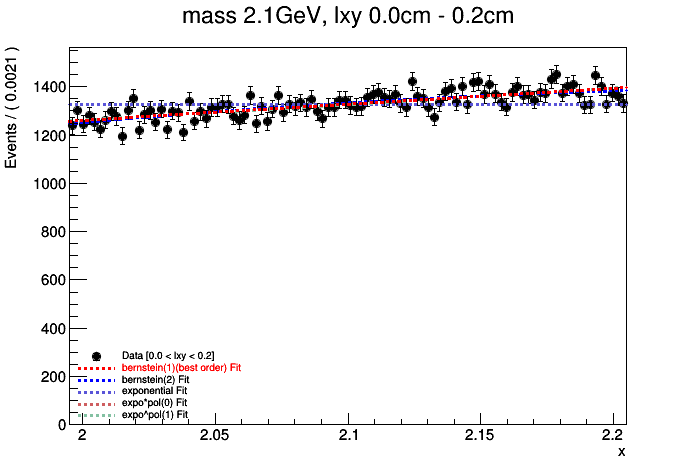 mass 2.1GeV, lxy 0.0cm - 0.2cm
Events / ( 0.0021 )
1400
1200
1000
800
600
400
200
0
Data [0.0 < lxy < 0.2]
bernstein(1)(best order) Fit
bernstein(2) Fit
exponential Fit
expo*pol(0) Fit
expo*pol(1) Fit
2 2.05 2.1 2.15 2.2
x